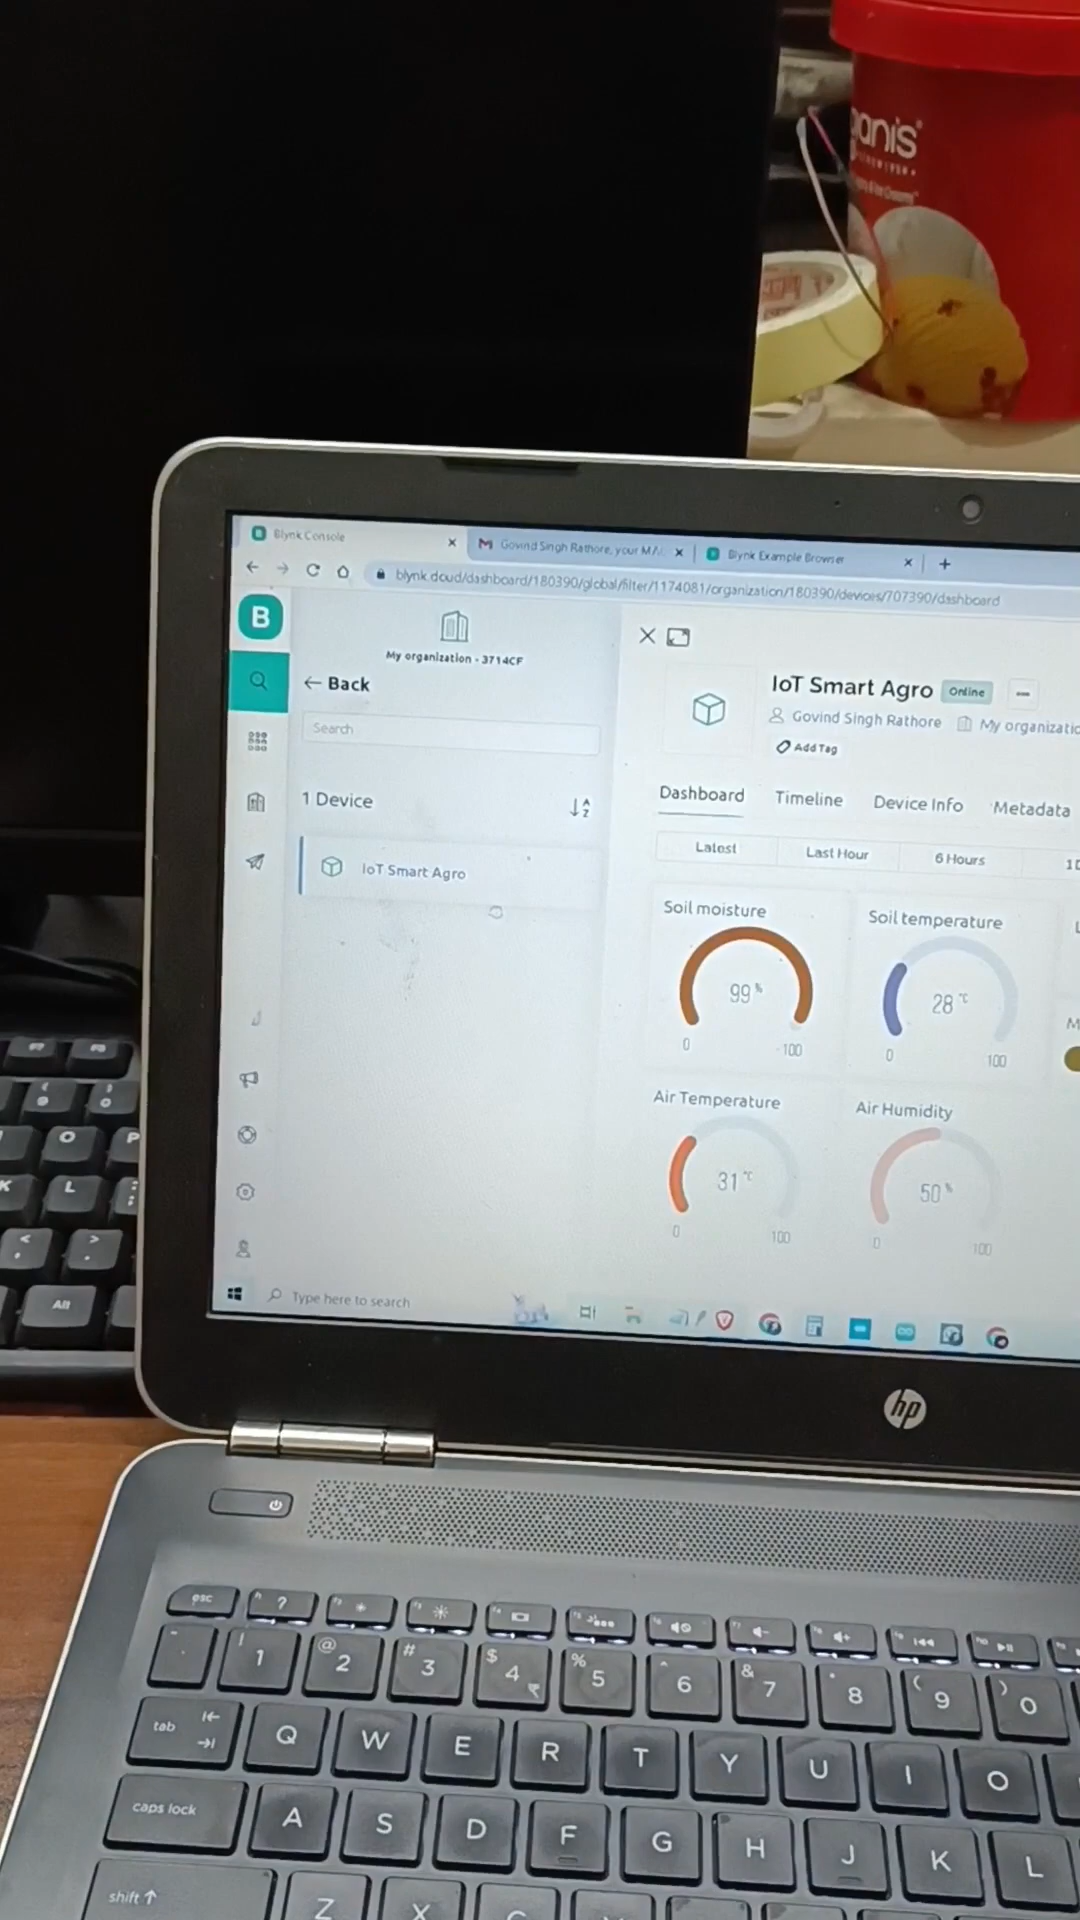 anis
Blynk Console
Govind Singh Rathore, your MA
Blynk Example Browser
blynk.cloud/dashboard/180390/global/filter/1174081/organization/180390/devices/707390/dashboard
B
My organization - 3714CF
Back
Search
1 Device
IoT Smart Agro
IoT Smart Agro
Online
Govind Singh Rathore
My organizatio
Add Tag
Dashboard
Timeline
Device Info
Metadata
Latest
Last Hour
6 Hours
Soil moisture
99 %
0
100
Soil temperature
28 °C
0
100
M
Air Temperature
31 °C
0
100
Air Humidity
50 %
0
100
Type here to search
hp
O P
K L
< >
, .
Alt
esc ?
! 1 @ 2 # 3 $ 4 ₹ % 5 ^ 6 & 7 * 8 ( 9 ) 0
tab Q W E R T Y U I O
caps lock A S D F G H J K L
shift Z X C